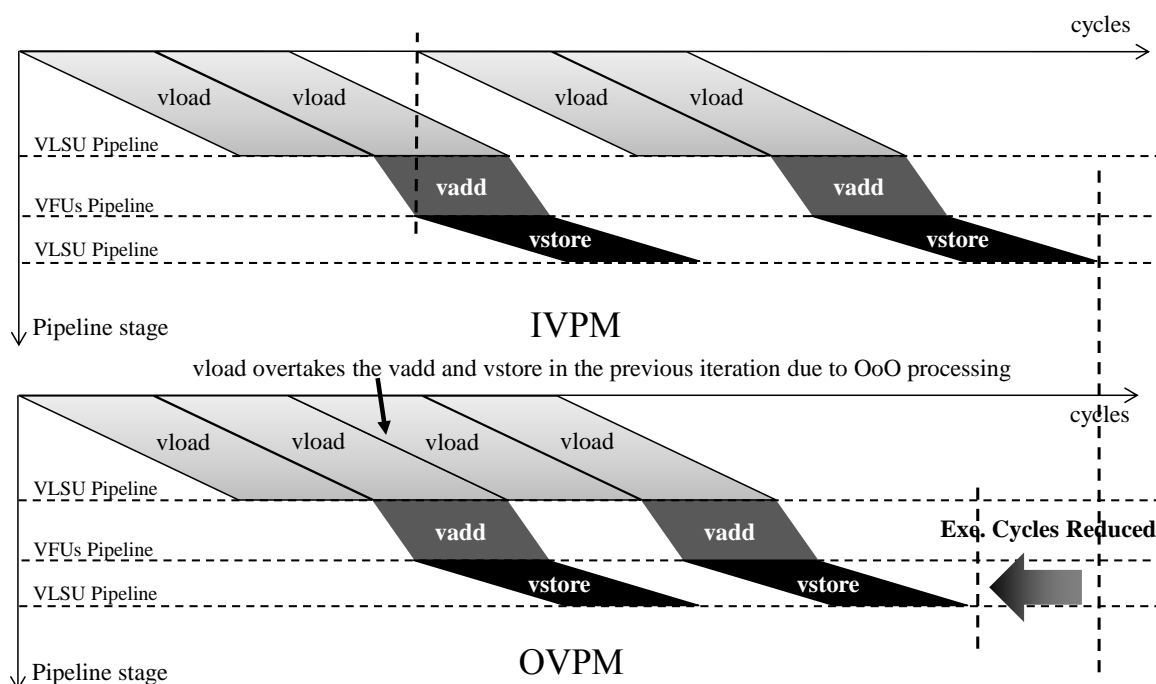 cycles
vload vload vload vload
VLSU Pipeline
vadd vadd
VFUs Pipeline
vstore vstore
VLSU Pipeline
IVPM
Pipeline stage
vload overtakes the vadd and vstore in the previous iteration due to OoO processing
cycles
vload vload vload vload
VLSU Pipeline
vadd vadd Exe. Cycles Reduced
VFUs Pipeline
vstore vstore
VLSU Pipeline
OVPM
Pipeline stage